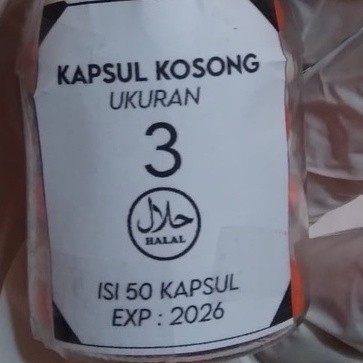 KAPSUL KOSONG
UKURAN
3
حلال
HALAL
ISI 50 KAPSUL
EXP : 2026